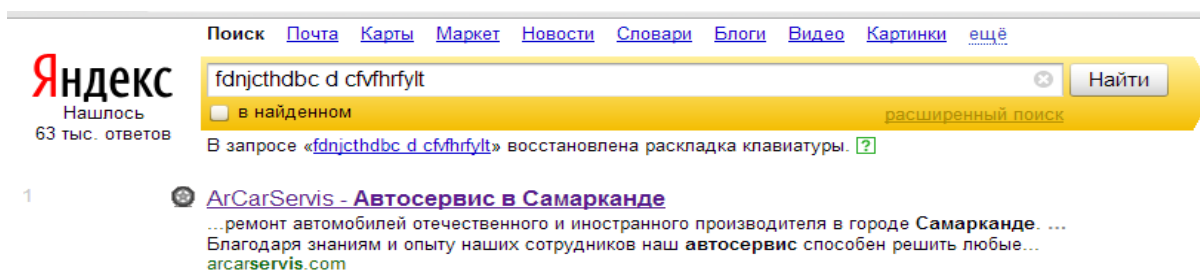 Поиск Почта Карты Маркет Новости Словари Блоги Видео Картинки ещё
Яндекс
fdnjcthdbc d cfvfhrfylt
Найти
Нашлось
63 тыс. ответов
в найденном
расширенный поиск
В запросе «fdnjcthdbc d cfvfhrfylt» восстановлена раскладка клавиатуры. ?
1
ArCarServis - Автосервис в Самарканде
...ремонт автомобилей отечественного и иностранного производителя в городе Самарканде. ...
Благодаря знаниям и опыту наших сотрудников наш автосервис способен решить любые...
arcarservis.com